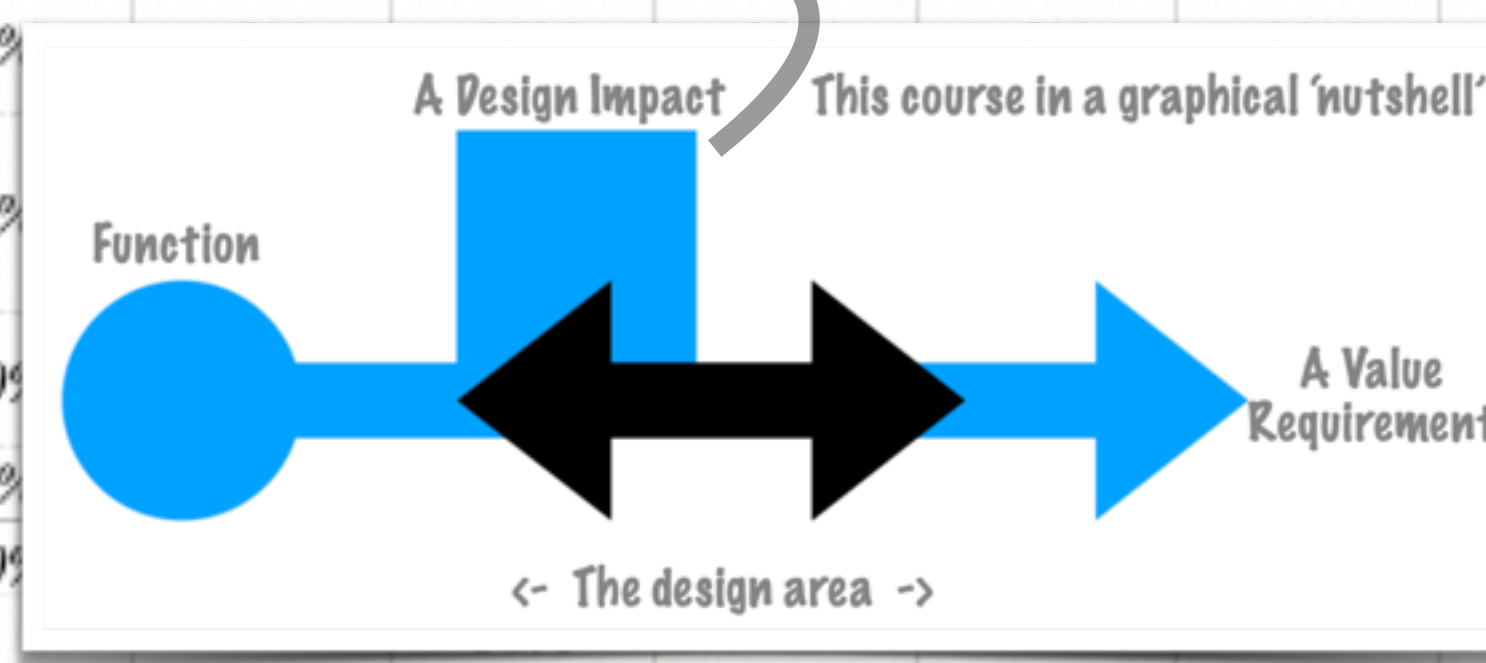 A Design Impact
This course in a graphical ‘nutshell’
Function
A Value
Requirement
<- The design area ->